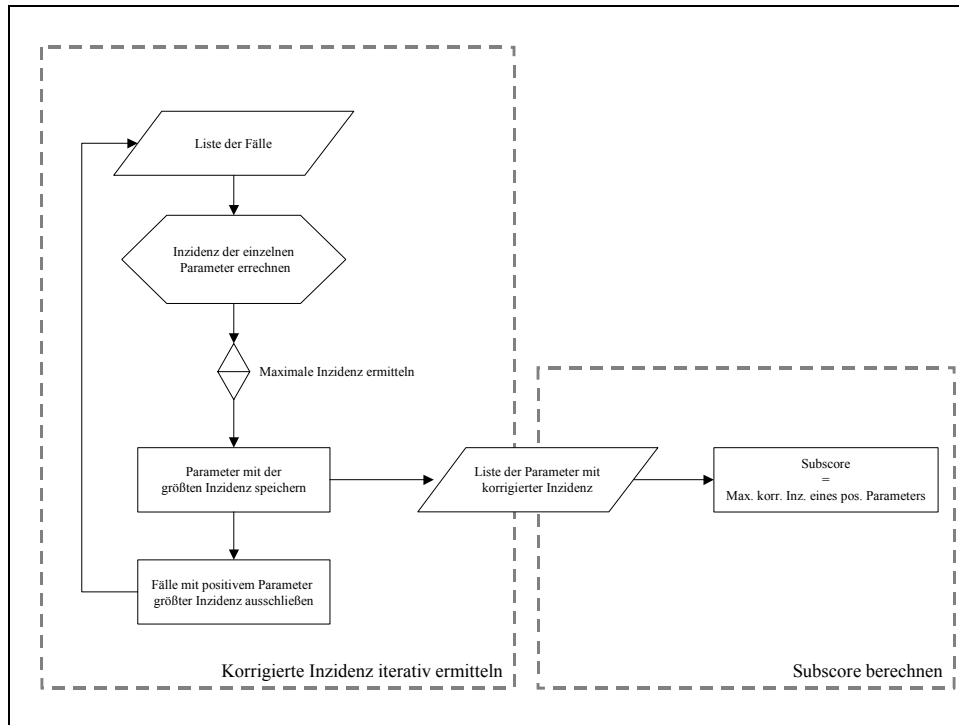 Liste der Fälle
Inzidenz der einzelnen
Parameter errechnen
Maximale Inzidenz ermitteln
Parameter mit der
größten Inzidenz speichern
Liste der Parameter mit
korrigierter Inzidenz
Subscore
=
Max. korr. Inz. eines pos. Parameters
Fälle mit positivem Parameter
größter Inzidenz ausschließen
Korrigierte Inzidenz iterativ ermitteln
Subscore berechnen